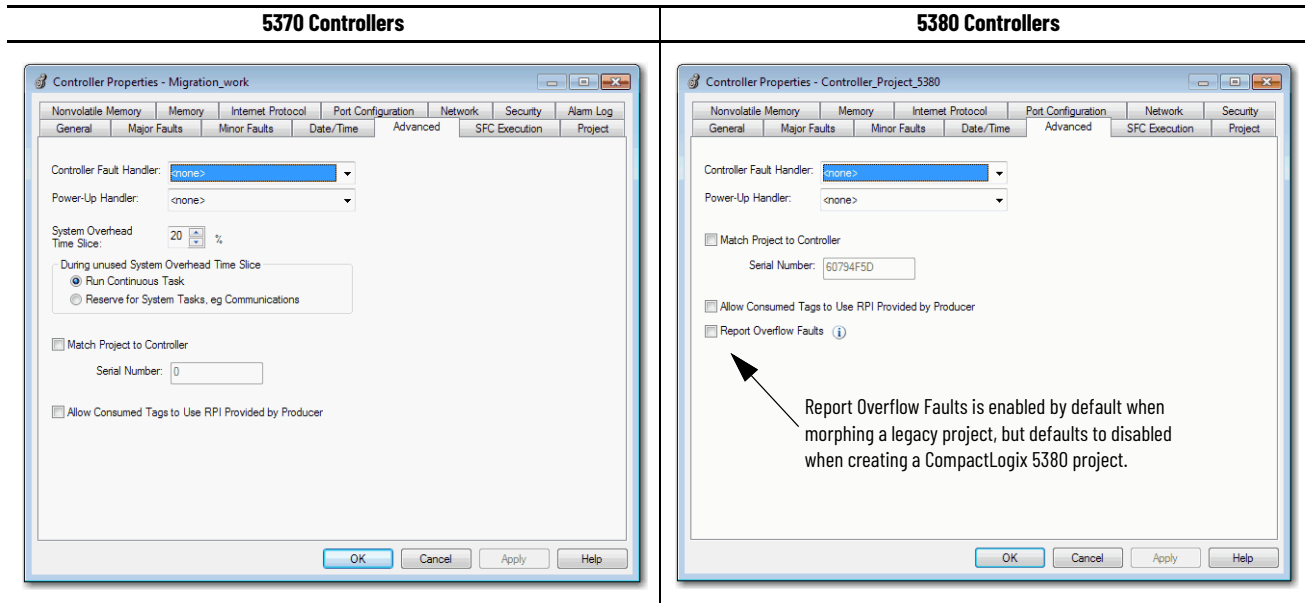 5370 Controllers
5380 Controllers
Controller Properties - Migration_work
Nonvolatile Memory Memory Internet Protocol Port Configuration Network Security Alarm Log
General Major Faults Minor Faults Date/Time Advanced SFC Execution Project
Controller Fault Handler: <none>
Power-Up Handler: <none>
System Overhead
Time Slice: 20 %
During unused System Overhead Time Slice
Run Continuous Task
Reserve for System Tasks, eg Communications
Match Project to Controller
Serial Number: 0
Allow Consumed Tags to Use RPI Provided by Producer
OK Cancel Apply Help
Controller Properties - Controller_Project_5380
Nonvolatile Memory Memory Internet Protocol Port Configuration Network Security
General Major Faults Minor Faults Date/Time Advanced SFC Execution Project
Controller Fault Handler: <none>
Power-Up Handler: <none>
Match Project to Controller
Serial Number: 60794F5D
Allow Consumed Tags to Use RPI Provided by Producer
Report Overflow Faults i
Report Overflow Faults is enabled by default when
morphing a legacy project, but defaults to disabled
when creating a CompactLogix 5380 project.
OK Cancel Apply Help